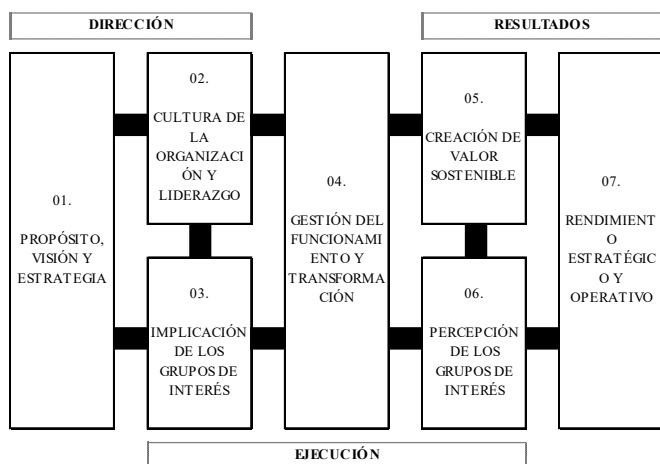 DIRECCIÓN
RESULTADOS
01.
PROPÓSITO,
VISIÓN Y
ESTRATEGIA
02.
CULTURA DE
LA
ORGANIZACI
ÓN Y
LIDERAZGO
03.
IMPLICACIÓN
DE LOS
GRUPOS DE
INTERÉS
04.
GESTIÓN DEL
FUNCIONAMI
ENTO Y
TRANSFORMA
CIÓN
05.
CREACIÓN DE
VALOR
SOSTENIBLE
06.
PERCEPCIÓN
DE LOS
GRUPOS DE
INTERÉS
07.
RENDIMIENT
O
ESTRATÉGIC
O Y
OPERATIVO
EJECUCIÓN